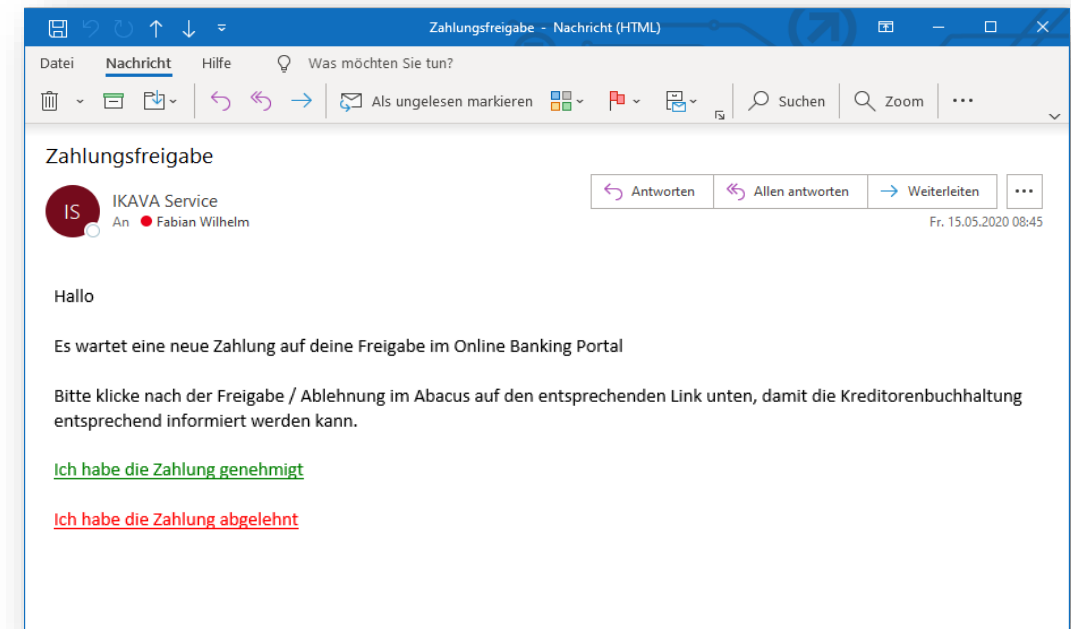 Zahlungsfreigabe - Nachricht (HTML)
Datei Nachricht Hilfe Was möchten Sie tun?
Als ungelesen markieren Suchen Zoom
Zahlungsfreigabe
IS
IKAVA Service
An Fabian Wilhelm
Antworten Allen antworten Weiterleiten
Fr. 15.05.2020 08:45
Hallo
Es wartet eine neue Zahlung auf deine Freigabe im Online Banking Portal
Bitte klicke nach der Freigabe / Ablehnung im Abacus auf den entsprechenden Link unten, damit die Kreditorenbuchhaltung
entsprechend informiert werden kann.
Ich habe die Zahlung genehmigt
Ich habe die Zahlung abgelehnt